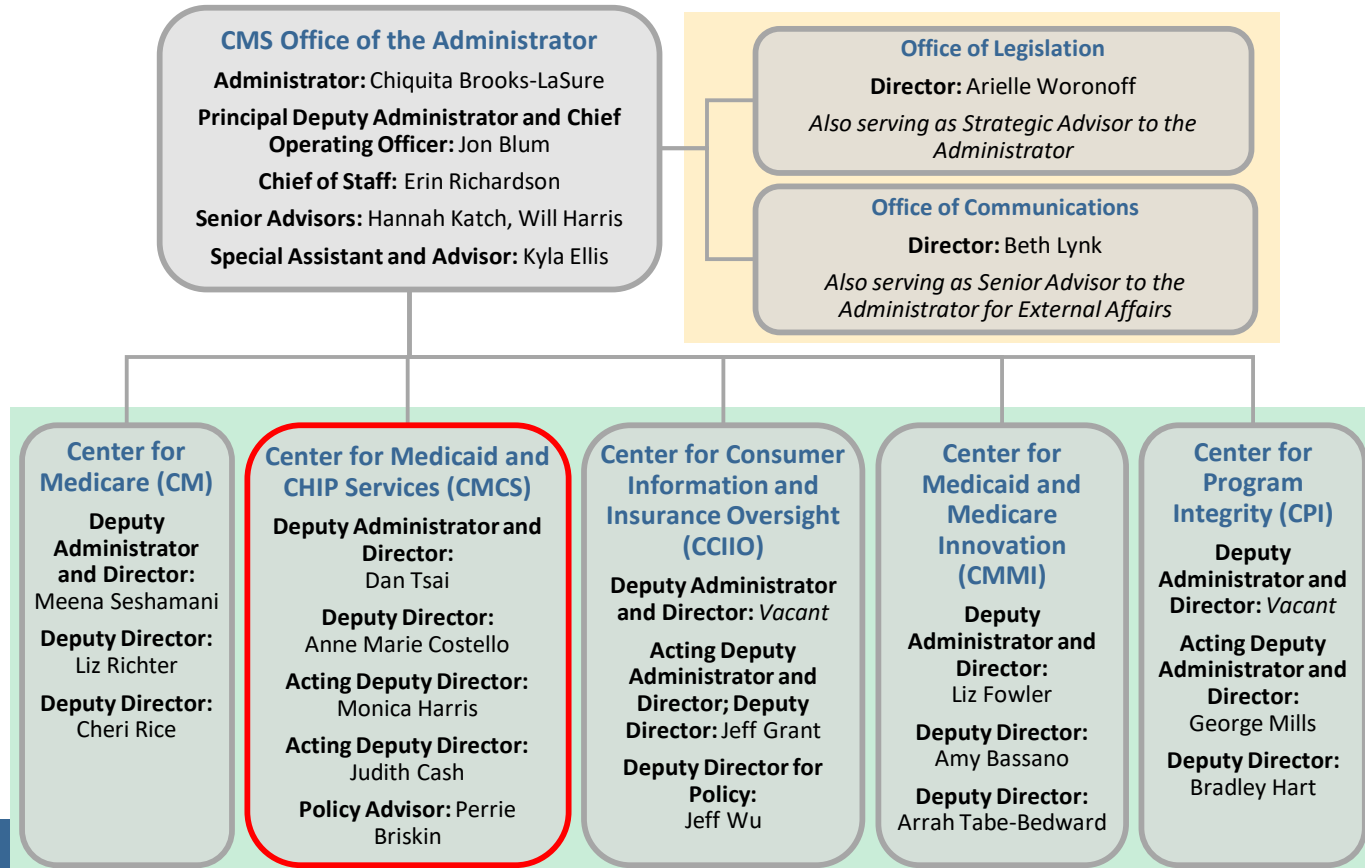 CMS Office of the Administrator
Administrator: Chiquita Brooks-LaSure
Principal Deputy Administrator and Chief
Operating Officer: Jon Blum
Chief of Staff: Erin Richardson
Senior Advisors: Hannah Katch, Will Harris
Special Assistant and Advisor: Kyla Ellis
Office of Legislation
Director: Arielle Woronoff
Also serving as Strategic Advisor to the
Administrator
Office of Communications
Director: Beth Lynk
Also serving as Senior Advisor to the
Administrator for External Affairs
Center for
Medicare (CM)
Deputy
Administrator
and Director:
Meena Seshamani
Deputy Director:
Liz Richter
Deputy Director:
Cheri Rice
Center for Medicaid and
CHIP Services (CMCS)
Deputy Administrator and
Director:
Dan Tsai
Deputy Director:
Anne Marie Costello
Acting Deputy Director:
Monica Harris
Acting Deputy Director:
Judith Cash
Policy Advisor: Perrie
Briskin
Center for Consumer
Information and
Insurance Oversight
(CCIIO)
Deputy Administrator
and Director: Vacant
Acting Deputy
Administrator and
Director; Deputy
Director: Jeff Grant
Deputy Director for
Policy:
Jeff Wu
Center for
Medicaid and
Medicare
Innovation
(CMMI)
Deputy
Administrator and
Director:
Liz Fowler
Deputy Director:
Amy Bassano
Deputy Director:
Arrah Tabe-Bedward
Center for
Program
Integrity (CPI)
Deputy
Administrator and
Director: Vacant
Acting Deputy
Administrator and
Director:
George Mills
Deputy Director:
Bradley Hart